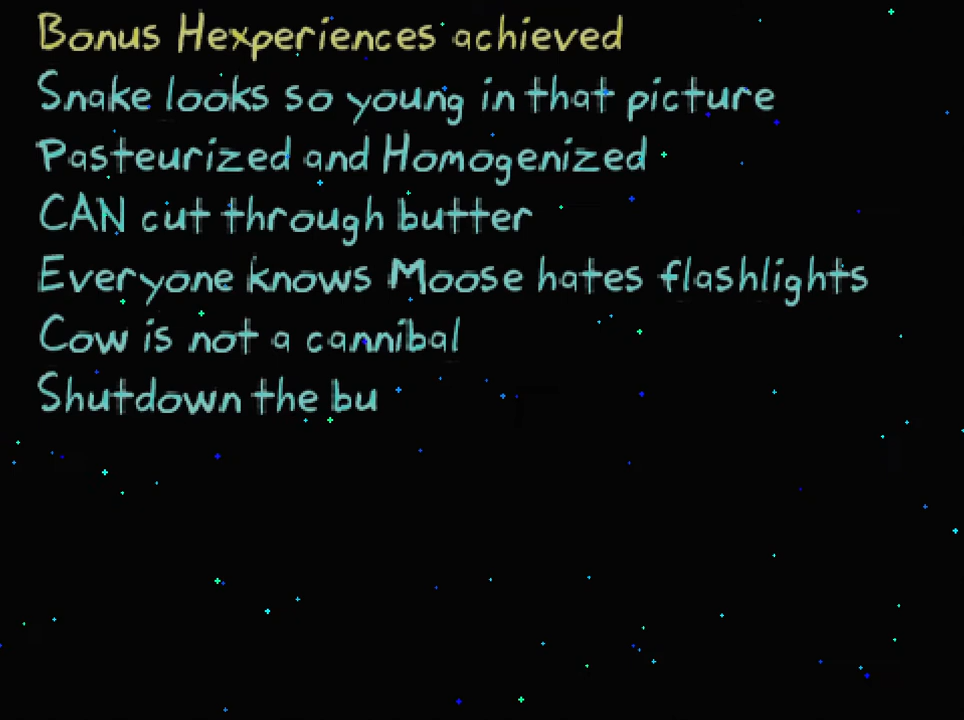 Bonus Hexperiences achieved
Snake looks so young in that picture
Pasteurized and Homogenized
CAN cut through butter
Everyone knows Moose hates flashlights
Cow is not a cannibal
Shutdown the bu